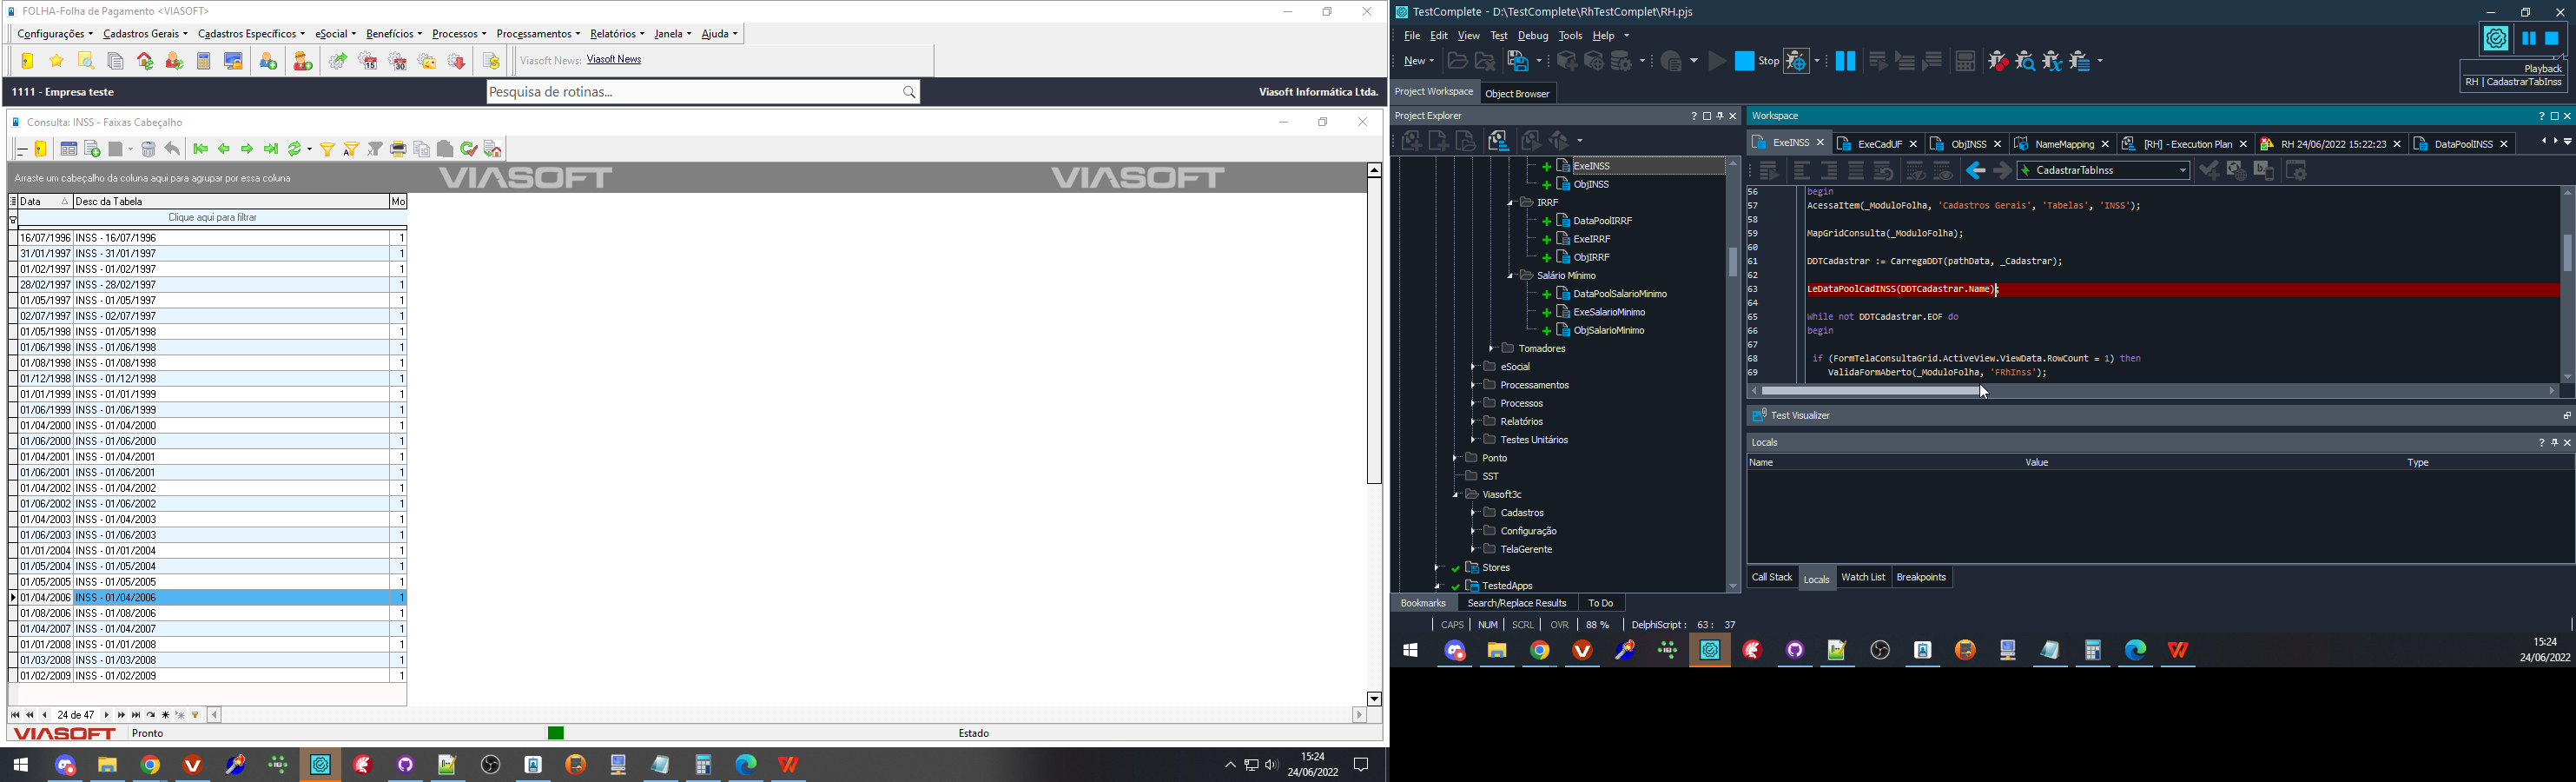 FOLHA-Folha de Pagamento <VIASOFT>
Configurações Cadastros Gerais Cadastros Específicos eSocial Benefícios Processos Processamentos Relatórios Janela Ajuda
Viasoft News: Viasoft News
1111 - Empresa teste
Pesquisa de rotinas...
Viasoft Informática Ltda.
Consulta: INSS - Faixas Cabeçalho
Arraste um cabeçalho da coluna aqui para agrupar por essa coluna
VIASOFT VIASOFT
Data Desc da Tabela Mo
Clique aqui para filtrar
16/07/1996 INSS - 16/07/1996 1
31/01/1997 INSS - 31/01/1997 1
01/02/1997 INSS - 01/02/1997 1
28/02/1997 INSS - 28/02/1997 1
01/05/1997 INSS - 01/05/1997 1
02/07/1997 INSS - 02/07/1997 1
01/05/1998 INSS - 01/05/1998 1
01/06/1998 INSS - 01/06/1998 1
01/08/1998 INSS - 01/08/1998 1
01/12/1998 INSS - 01/12/1998 1
01/01/1999 INSS - 01/01/1999 1
01/06/1999 INSS - 01/06/1999 1
01/04/2000 INSS - 01/04/2000 1
01/06/2000 INSS - 01/06/2000 1
01/04/2001 INSS - 01/04/2001 1
01/06/2001 INSS - 01/06/2001 1
01/04/2002 INSS - 01/04/2002 1
01/06/2002 INSS - 01/06/2002 1
01/04/2003 INSS - 01/04/2003 1
01/06/2003 INSS - 01/06/2003 1
01/01/2004 INSS - 01/01/2004 1
01/05/2004 INSS - 01/05/2004 1
01/05/2005 INSS - 01/05/2005 1
01/04/2006 INSS - 01/04/2006 1
01/08/2006 INSS - 01/08/2006 1
01/04/2007 INSS - 01/04/2007 1
01/01/2008 INSS - 01/01/2008 1
01/03/2008 INSS - 01/03/2008 1
01/02/2009 INSS - 01/02/2009 1
24 de 47
VIASOFT Pronto Estado
15:24
24/06/2022
TestComplete - D:\TestComplete\RhTestComplet\RH.pjs
File Edit View Test Debug Tools Help
New Stop
Playback
RH | CadastrarTabInss
Project Workspace Object Browser
Project Explorer
ExeINSS
ObjINSS
IRRF
DataPoolIRRF
ExeIRRF
ObjIRRF
Salário Mínimo
DataPoolSalarioMinimo
ExeSalarioMinimo
ObjSalarioMinimo
Tomadores
eSocial
Processamentos
Processos
Relatórios
Testes Unitários
Ponto
SST
Viasoft3c
Cadastros
Configuração
TelaGerente
Stores
TestedApps
Bookmarks Search/Replace Results To Do
Workspace
ExeINSS ExeCadUF ObjINSS NameMapping [RH] - Execution Plan RH 24/06/2022 15:22:23 DataPoolINSS
CadastrarTabInss
56 begin
57 AcessaItem(_ModuloFolha, 'Cadastros Gerais', 'Tabelas', 'INSS');
58
59 MapGridConsulta(_ModuloFolha);
60
61 DDTCadastrar := CarregaDDT(pathData, _Cadastrar);
62
63 LeDataPoolCadINSS(DDTCadastrar.Name);
64
65 While not DDTCadastrar.EOF do
66 begin
67
68 if (FormTelaConsultaGrid.ActiveView.ViewData.RowCount = 1) then
69 ValidaFormAberto(_ModuloFolha, 'FRhInss');
Test Visualizer
Locals
Name Value Type
Call Stack Locals Watch List Breakpoints
CAPS NUM SCRL OVR 88 % DelphiScript: 63: 37
15:24
24/06/2022